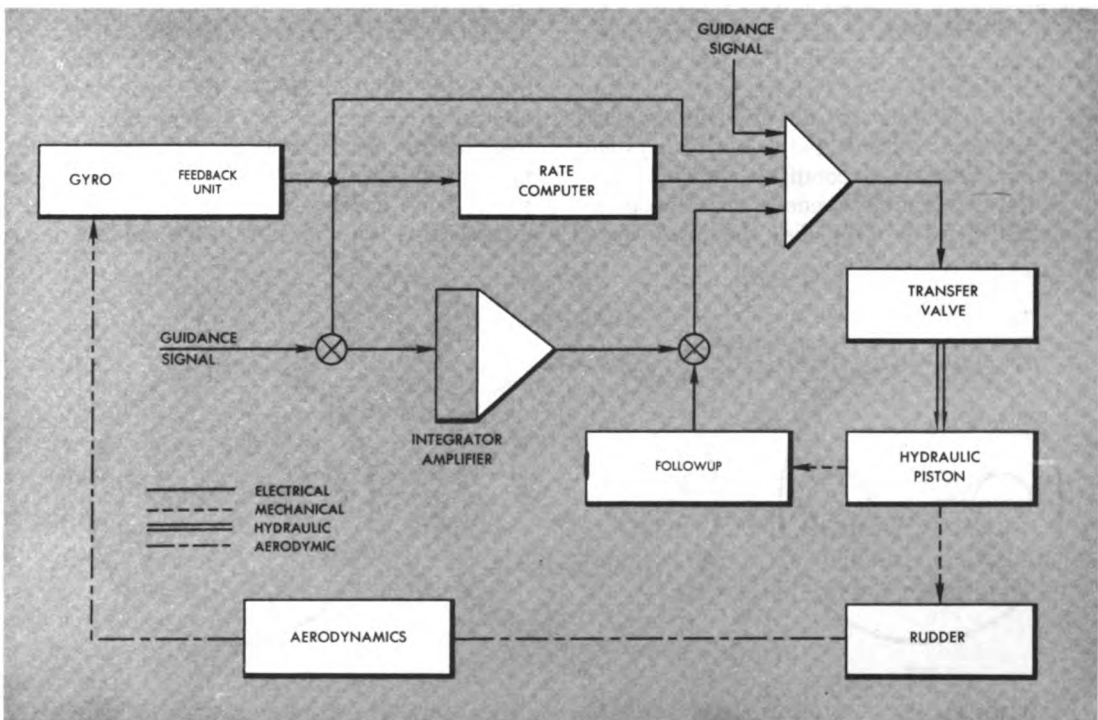 GUIDANCE
SIGNAL
GYRO FEEDBACK
UNIT
RATE
COMPUTER
TRANSFER
VALVE
GUIDANCE
SIGNAL
INTEGRATOR
AMPLIFIER
FOLLOWUP
HYDRAULIC
PISTON
ELECTRICAL
MECHANICAL
HYDRAULIC
AERODYMIC
AERODYNAMICS
RUDDER